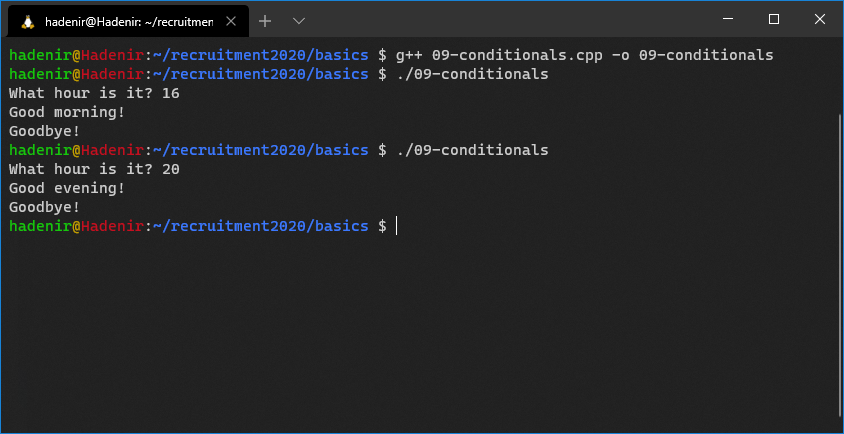 hadenir@Hadenir: ~/recruitmen
hadenir@Hadenir:~/recruitment2020/basics $ g++ 09-conditionals.cpp -o 09-conditionals
hadenir@Hadenir:~/recruitment2020/basics $ ./09-conditionals
What hour is it? 16
Good morning!
Goodbye!
hadenir@Hadenir:~/recruitment2020/basics $ ./09-conditionals
What hour is it? 20
Good evening!
Goodbye!
hadenir@Hadenir:~/recruitment2020/basics $